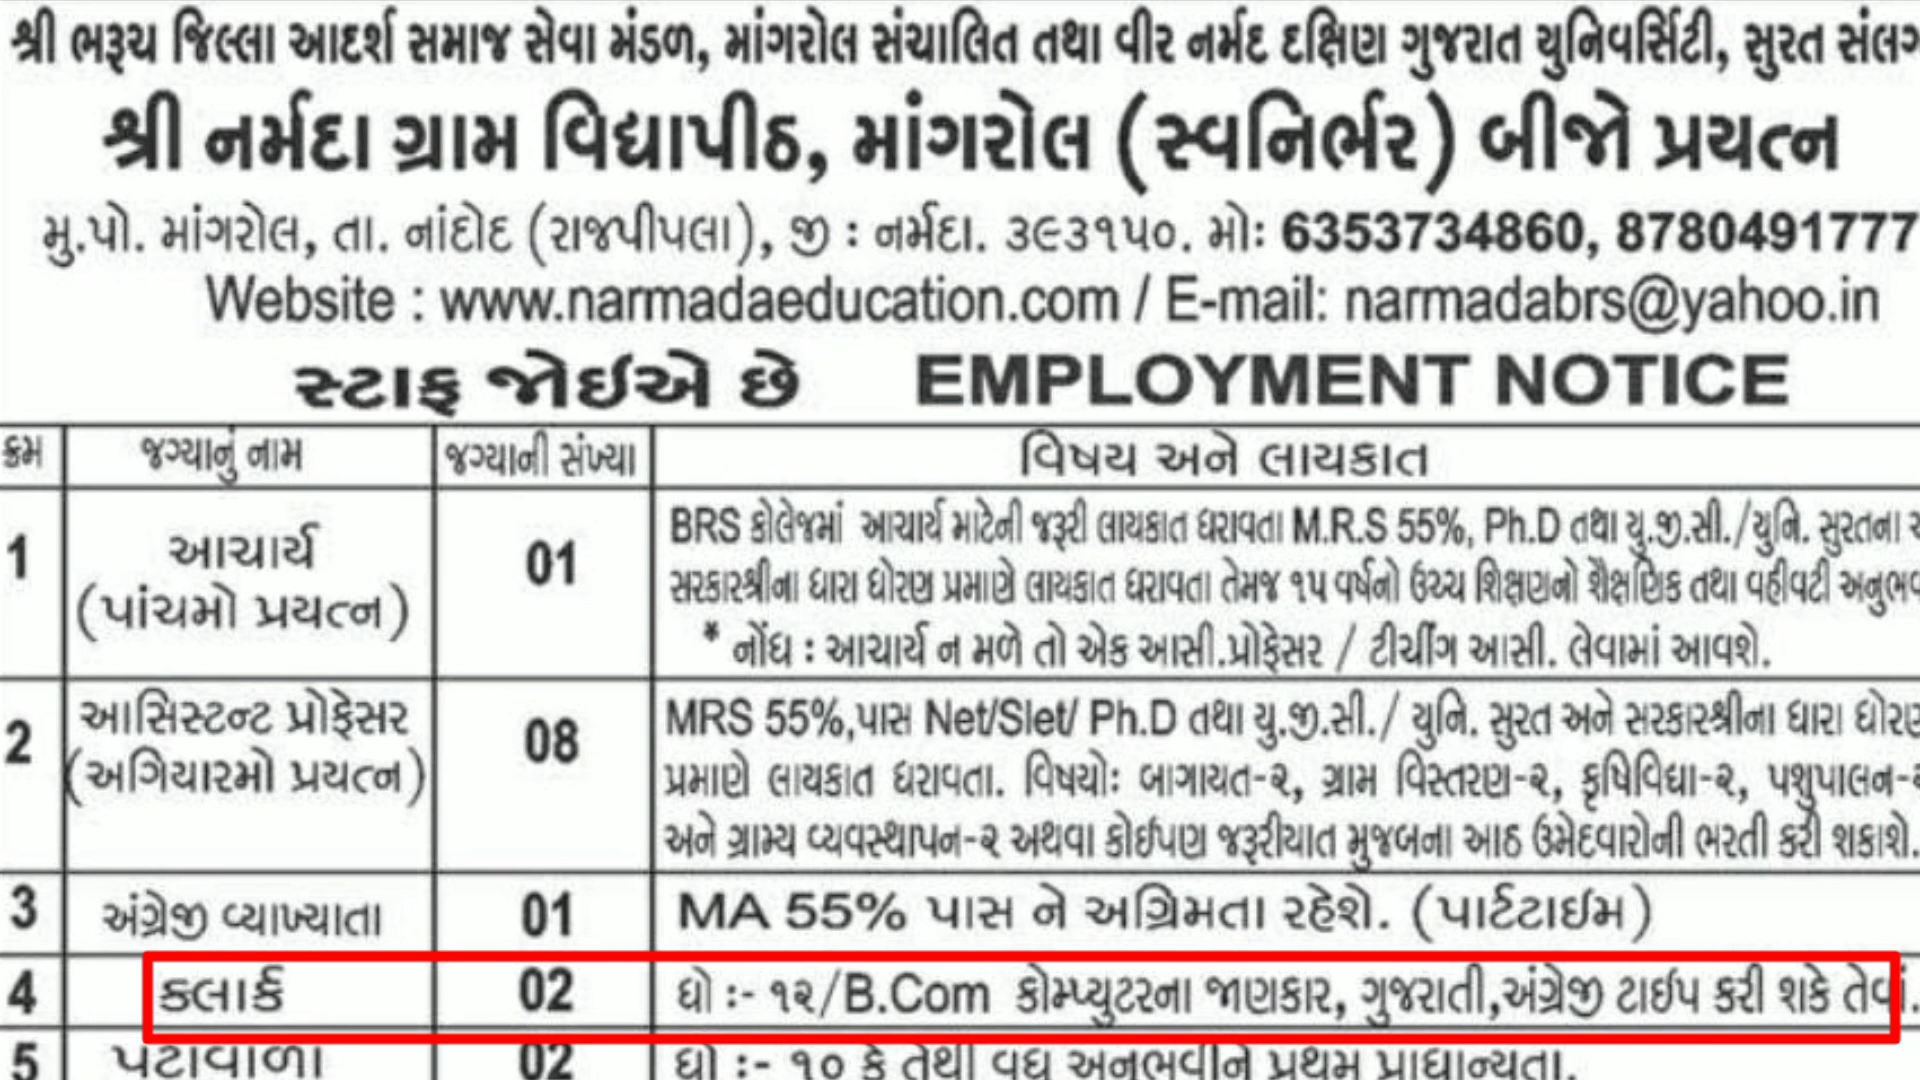 શ્રી ભરૂચ જિલ્લા આદર્શ સમાજ સેવા મંડળ, માંગરોલ સંચાલિત તથા વીર નર્મદ દક્ષિણ ગુજરાત યુનિવર્સિટી, સુરત
શ્રી નર્મદા ગ્રામ વિદ્યાપીઠ, માંગરોલ (સ્વનિર્ભર) બીજો પ્રયત્ન
મુ.પો. માંગરોલ, તા. નાંદોદ (રાજપીપલા), જી : નર્મદા. ૩૯૩૧૫૦. મોઃ 6353734860, 8780491777
Website : www.narmadaeducation.com / E-mail: narmadabrs@yahoo.in
સ્ટાફ જોઈએ છે EMPLOYMENT NOTICE
ક્રમ જગ્યાનું નામ જગ્યાની સંખ્યા વિષય અને લાયકાત
1 આચાર્ય (પાંચમો પ્રયત્ન) 01 BRS કોલેજમાં આચાર્ય માટેની જરૂરી લાયકાત ધરાવતા M.R.S 55%, Ph.D તથા યુ.જી.સી./યુનિ. સુરતના
સરકારશ્રીના ધારા ધોરણ પ્રમાણે લાયકાત ધરાવતા તેમજ ૧૫ વર્ષનો ઉચ્ચ શિક્ષણનો શૈક્ષણિક તથા વહીવટી
* નોંધ : આચાર્ય ન મળે તો એક આસી.પ્રોફેસર / ટીચીંગ આસી. લેવામાં આવશે.
2 આસિસ્ટન્ટ પ્રોફેસર (અગિયારમો પ્રયત્ન) 08 MRS 55%,પાસ Net/Slet/ Ph.D તથા યુ.જી.સી./ યુનિ. સુરત અને સરકારશ્રીના ધારા
પ્રમાણે લાયકાત ધરાવતા. વિષયોઃ બાગાયત-૨, ગ્રામ વિસ્તરણ-૨, કૃષિવિધા-૨, પશુપાલન-
અને ગ્રામ્ય વ્યવસ્થાપન-૨ અથવા કોઈપણ જરૂરીયાત મુજબના આઠ ઉમેદવારોની ભરતી કરી શકાશે.
3 અંગ્રેજી વ્યાખ્યાતા 01 MA 55% પાસ ને અગ્રિમતા રહેશે. (પાર્ટટાઈમ)
4 કલાર્ક 02 ધો :- ૧૨/B.Com કોમ્પ્યુટરના જાણકાર, ગુજરાતી,અંગ્રેજી ટાઈપ કરી શકે તેવાં.
5 પટાવાળા 02 ધો :- ૧૦ કે તેથી વધુ અનુભવીને પ્રથમ પ્રાધાન્યતા.